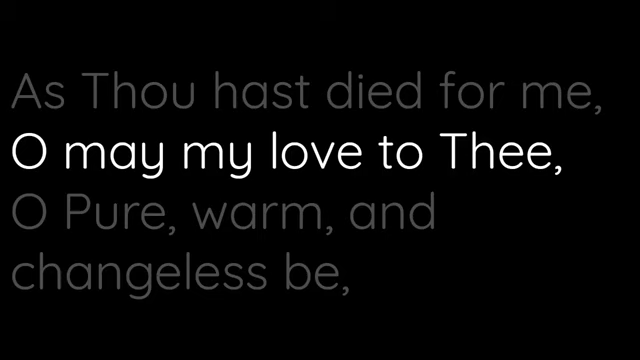 As Thou hast died for me,
O may my love to Thee,
O Pure, warm, and
changeless be,